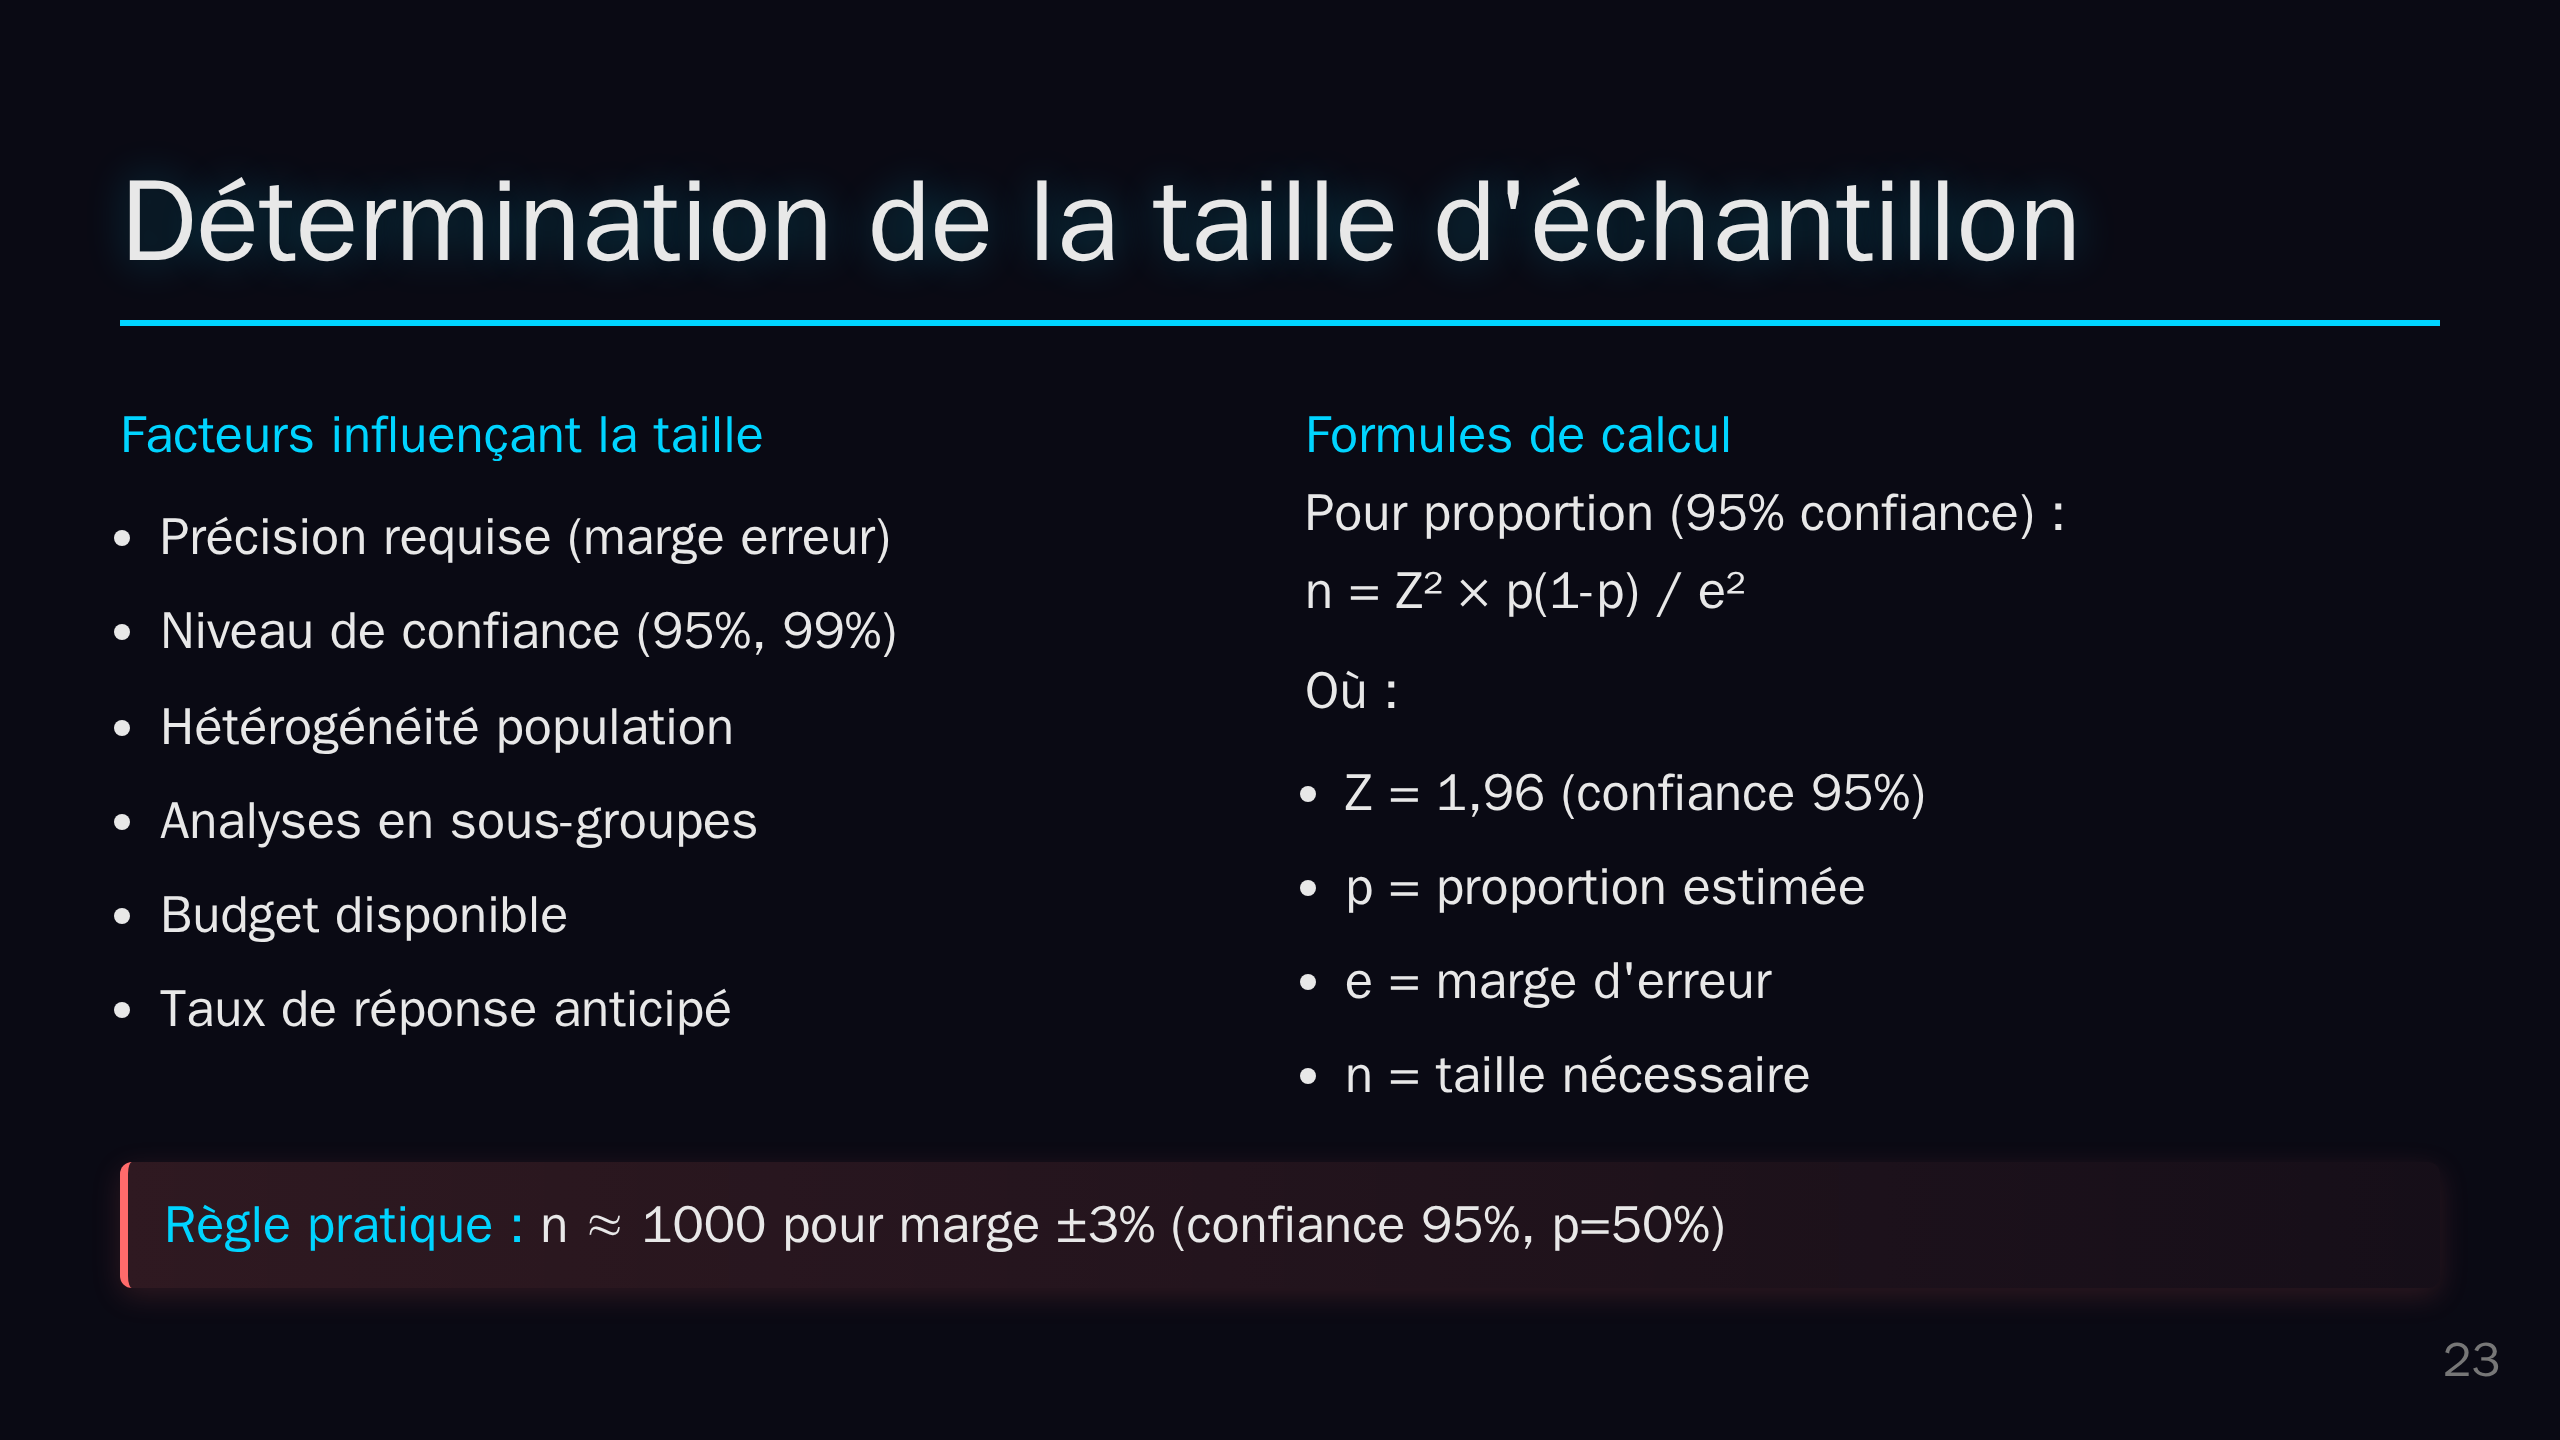 Détermination de la taille d'échantillon
Facteurs influençant la taille
• Précision requise (marge erreur)
• Niveau de confiance (95%, 99%)
• Hétérogénéité population
• Analyses en sous-groupes
• Budget disponible
• Taux de réponse anticipé
Formules de calcul
Pour proportion (95% confiance) :
n = Z² × p(1-p) / e²
Où :
• Z = 1,96 (confiance 95%)
• p = proportion estimée
• e = marge d'erreur
• n = taille nécessaire
Règle pratique : n ≈ 1000 pour marge ±3% (confiance 95%, p=50%)
23